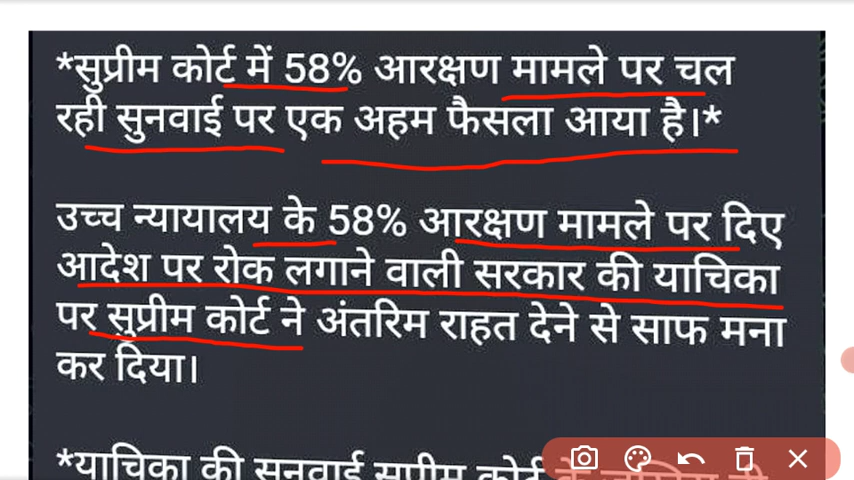 *सुप्रीम कोर्ट में 58% आरक्षण मामले पर चल
रही सुनवाई पर एक अहम फैसला आया है।*
उच्च न्यायालय के 58% आरक्षण मामले पर दिए
आदेश पर रोक लगाने वाली सरकार की याचिका
पर सुप्रीम कोर्ट ने अंतरिम राहत देने से साफ मना
कर दिया।
*याचिका की सुनवाई सुप्रीम कोर्ट के